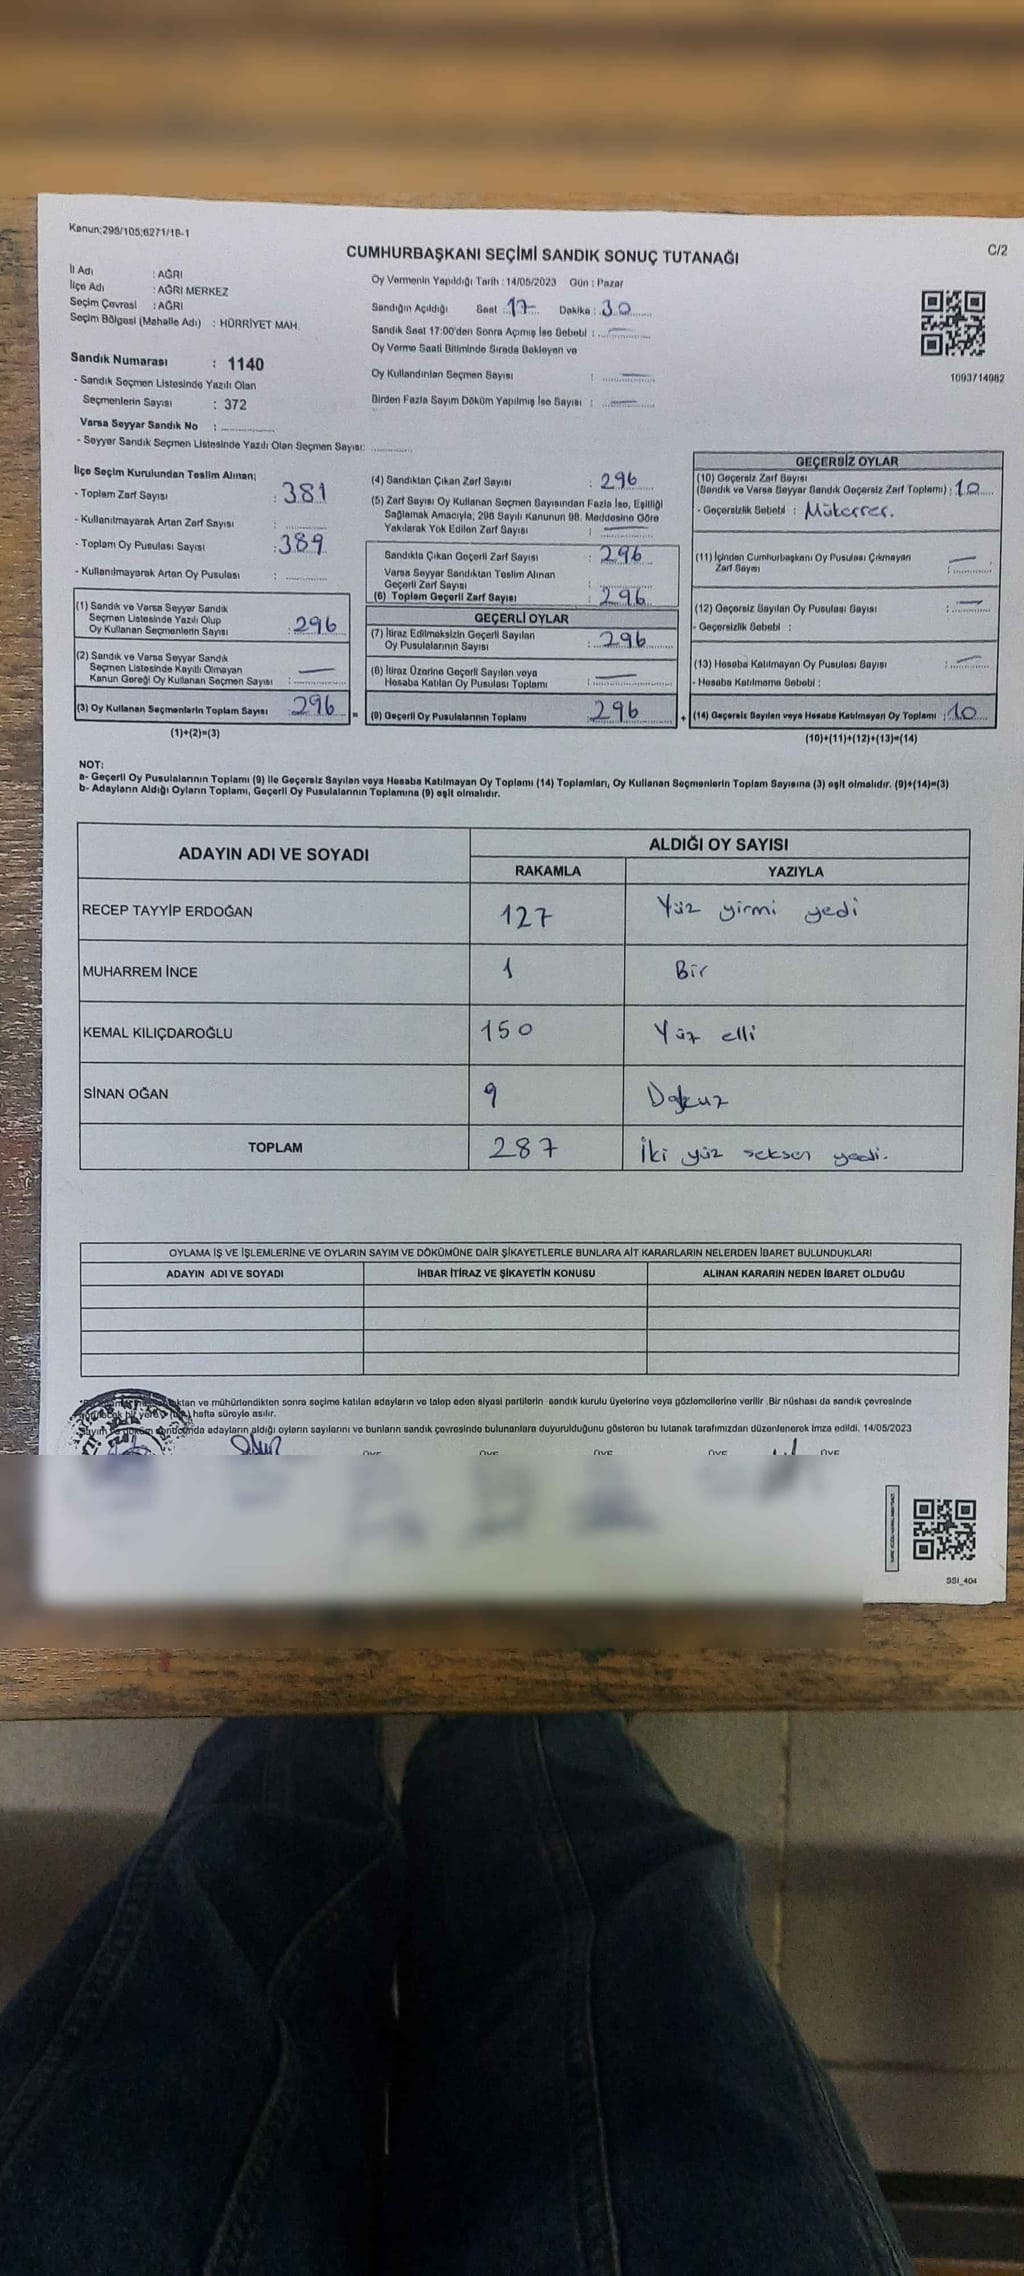 Kanun:298/105;6271/16-1
CUMHURBAŞKANI SEÇİMİ SANDIK SONUÇ TUTANAĞI
C/2
İl Adı : AĞRI
İlçe Adı : AĞRI MERKEZ
Seçim Çevresi : AĞRI
Seçim Bölgesi (Mahalle Adı) : HÜRRİYET MAH.
Oy Vermenin Yapıldığı Tarih : 14/05/2023 Gün : Pazar
Sandığın Açıldığı Saat : 17 Dakika : 30
Sandık Saat 17:00'den Sonra Açımış İse Sebebi : —
Oy Verme Saati Bitiminde Sırada Bekleyen ve
Oy Kullandırılan Seçmen Sayısı : —
Birden Fazla Sayım Döküm Yapılmış İse Sayısı : —
1093714982
Sandık Numarası : 1140
- Sandık Seçmen Listesinde Yazılı Olan
Seçmenlerin Sayısı : 372
Varsa Seyyar Sandık No :
- Seyyar Sandık Seçmen Listesinde Yazılı Olan Seçmen Sayısı:
İlçe Seçim Kurulundan Teslim Alınan;
- Toplam Zarf Sayısı : 381
- Kullanılmayarak Artan Zarf Sayısı :
- Toplam Oy Pusulası Sayısı : 389
- Kullanılmayarak Artan Oy Pusulası :
(1) Sandık ve Varsa Seyyar Sandık
Seçmen Listesinde Yazılı Olup
Oy Kullanan Seçmenlerin Sayısı : 296
(2) Sandık ve Varsa Seyyar Sandık
Seçmen Listesinde Kayıtlı Olmayan
Kanun Gereği Oy Kullanan Seçmen Sayısı : —
(3) Oy Kullanan Seçmenlerin Toplam Sayısı : 296
(1)+(2)=(3)
(4) Sandıktan Çıkan Zarf Sayısı : 296
(5) Zarf Sayısı Oy Kullanan Seçmen Sayısından Fazla İse, Eşitliği
Sağlamak Amacıyla; 298 Sayılı Kanunun 98. Maddesine Göre
Yakılarak Yok Edilen Zarf Sayısı : —
Sandıkta Çıkan Geçerli Zarf Sayısı : 296
Varsa Seyyar Sandıktan Teslim Alınan
Geçerli Zarf Sayısı :
(6) Toplam Geçerli Zarf Sayısı : 296
GEÇERLİ OYLAR
(7) İtiraz Edilmeksizin Geçerli Sayılan
Oy Pusulalarının Sayısı : 296
(8) İtiraz Üzerine Geçerli Sayılan veya
Hesaba Katılan Oy Pusulası Toplamı : —
= (9) Geçerli Oy Pusulalarının Toplamı : 296
GEÇERSİZ OYLAR
(10) Geçersiz Zarf Sayısı
(Sandık ve Varsa Seyyar Sandık Geçersiz Zarf Toplamı) : 10
- Geçersizlik Sebebi : Mükerrer.
(11) İçinden Cumhurbaşkanı Oy Pusulası Çıkmayan
Zarf Sayısı : —
(12) Geçersiz Sayılan Oy Pusulası Sayısı : —
- Geçersizlik Sebebi :
(13) Hesaba Katılmayan Oy Pusulası Sayısı : —
- Hesaba Katılmama Sebebi :
+ (14) Geçersiz Sayılan veya Hesaba Katılmayan Oy Toplamı : 10
(10)+(11)+(12)+(13)=(14)
NOT:
a- Geçerli Oy Pusulalarının Toplamı (9) ile Geçersiz Sayılan veya Hesaba Katılmayan Oy Toplamı (14) Toplamları, Oy Kullanan Seçmenlerin Toplam Sayısına (3) eşit olmalıdır. (9)+(14)=(3)
b- Adayların Aldığı Oyların Toplamı, Geçerli Oy Pusulalarının Toplamına (9) eşit olmalıdır.
ADAYIN ADI VE SOYADI ALDIĞI OY SAYISI
RAKAMLA YAZIYLA
RECEP TAYYİP ERDOĞAN 127 Yüz yirmi yedi
MUHARREM İNCE 1 Bir
KEMAL KILIÇDAROĞLU 150 Yüz elli
SİNAN OĞAN 9 Dokuz
TOPLAM 287 İki yüz seksen yedi.
OYLAMA İŞ VE İŞLEMLERİNE VE OYLARIN SAYIM VE DÖKÜMÜNE DAİR ŞİKAYETLERLE BUNLARA AİT KARARLARIN NELERDEN İBARET BULUNDUKLARI
ADAYIN ADI VE SOYADI İHBAR İTİRAZ VE ŞİKAYETİN KONUSU ALINAN KARARIN NEDEN İBARET OLDUĞU
ve mühürlendikten sonra seçime katılan adayların ve talep eden siyasi partilerin sandık kurulu üyelerine veya gözlemcilerine verilir. Bir nüshası da sandık çevresinde
hafta süreyle asılır.
adayların aldığı oyların sayılarını ve bunların sandık çevresinde bulunanlara duyurulduğunu gösteren bu tutanak tarafımızdan düzenlenerek imza edildi. 14/05/2023
SSI_404